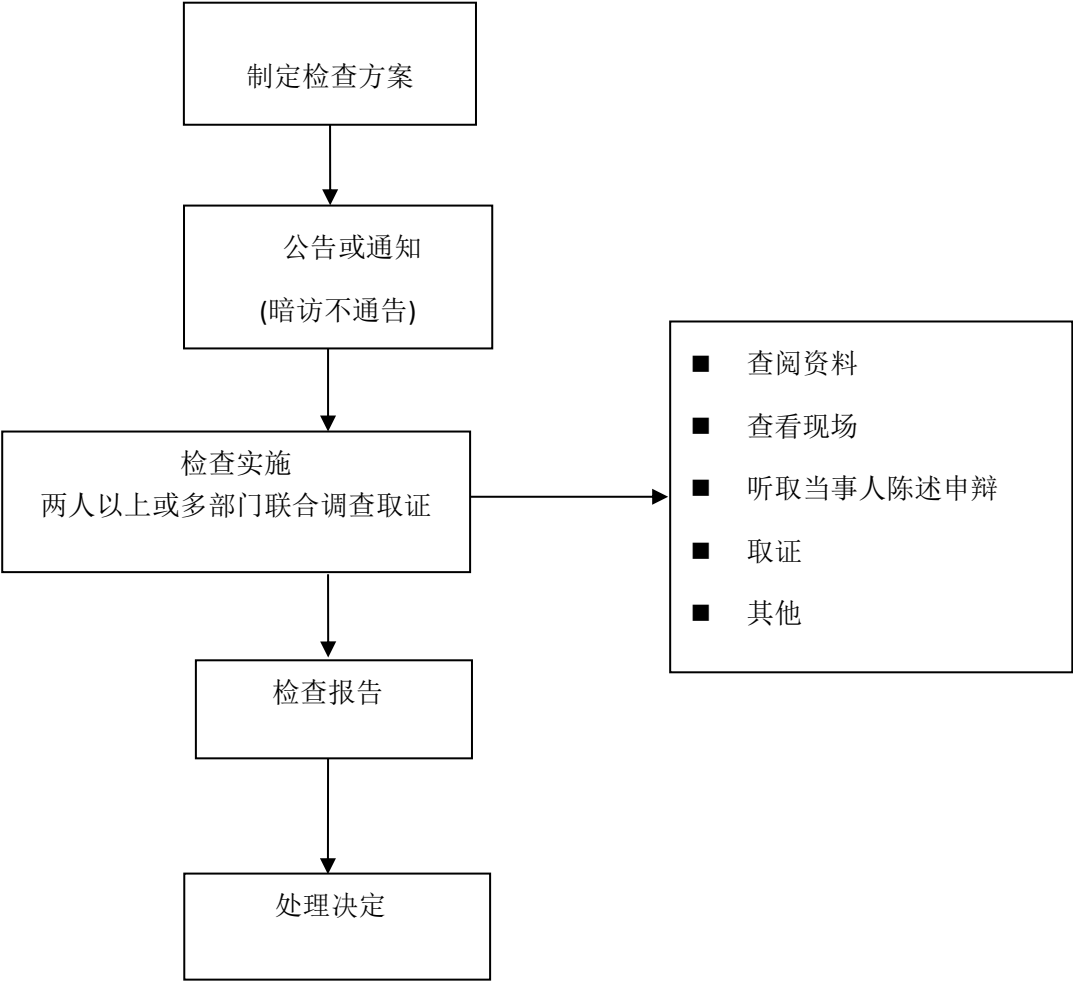 制定检查方案
公告或通知
(暗访不通告)
检查实施
两人以上或多部门联合调查取证
■ 查阅资料
■ 查看现场
■ 听取当事人陈述申辩
■ 取证
■ 其他
检查报告
处理决定